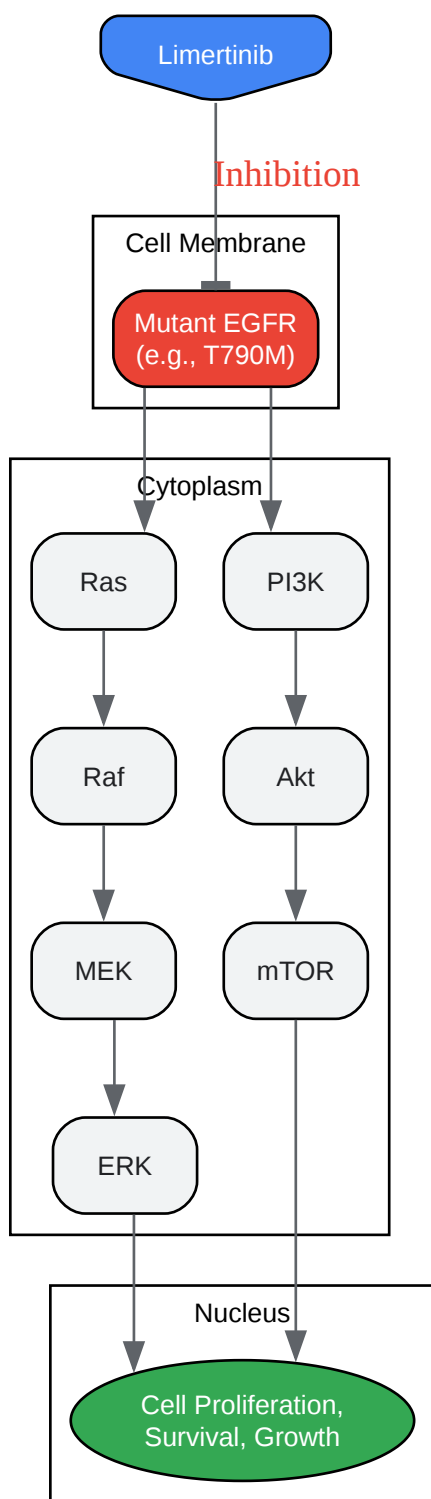 Limertinib
Inhibition
Cell Membrane
Mutant EGFR
(e.g., T790M)
Cytoplasm
Ras
PI3K
Raf
Akt
MEK
mTOR
ERK
Nucleus
Cell Proliferation,
Survival, Growth